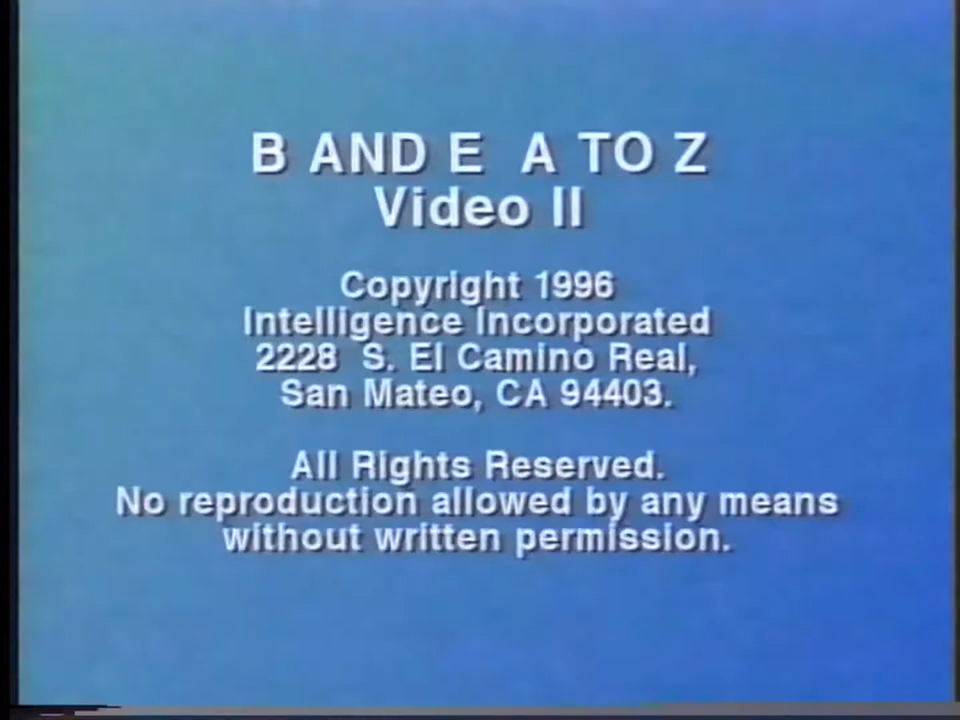 B AND E A TO Z
Video II
Copyright 1996
Intelligence Incorporated
2228 S. El Camino Real,
San Mateo, CA 94403.
All Rights Reserved.
No reproduction allowed by any means
without written permission.